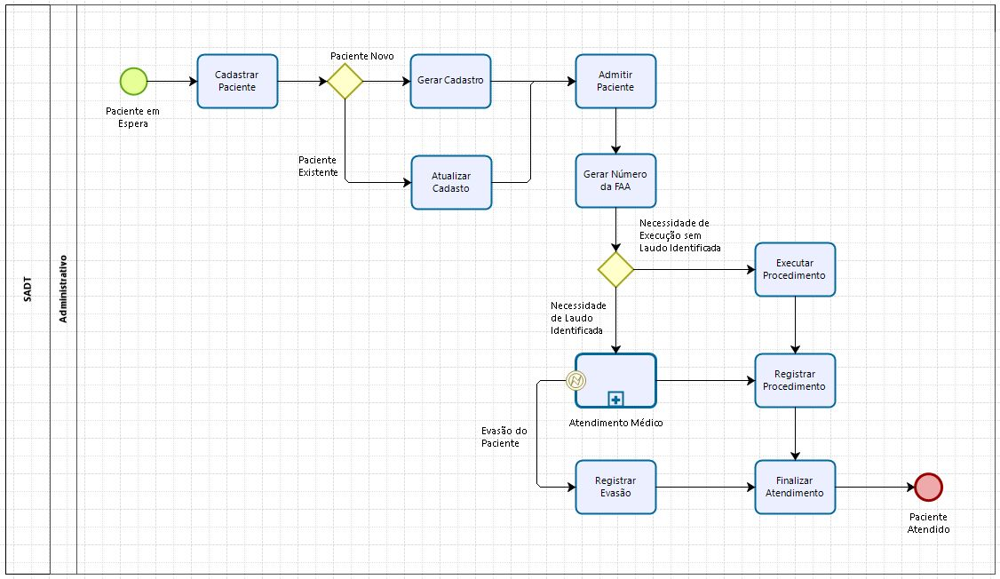 SADT
Administrativo
Paciente em
Espera
Cadastrar
Paciente
Paciente Novo
Gerar Cadastro
Admitir
Paciente
Paciente
Existente
Atualizar
Cadasto
Gerar Número
da FAA
Necessidade de
Execução sem
Laudo Identificada
Executar
Procedimento
Necessidade
de Laudo
Identificada
Registrar
Procedimento
Atendimento Médico
Evasão do
Paciente
Registrar
Evasão
Finalizar
Atendimento
Paciente
Atendido